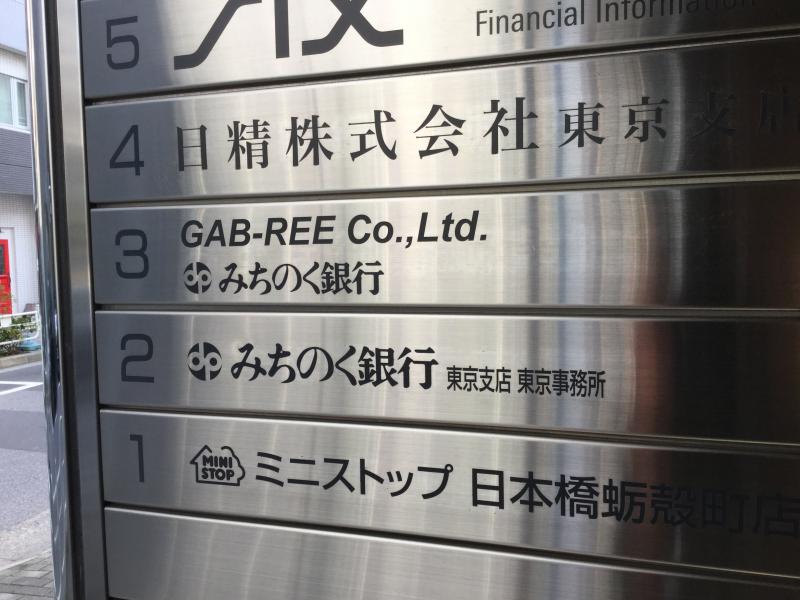 5
Financial Information
4 日精株式会社 東京支店
3 GAB-REE Co.,Ltd.
みちのく銀行
2 みちのく銀行 東京支店 東京事務所
1 MINI STOP ミニストップ 日本橋蛎殻町店